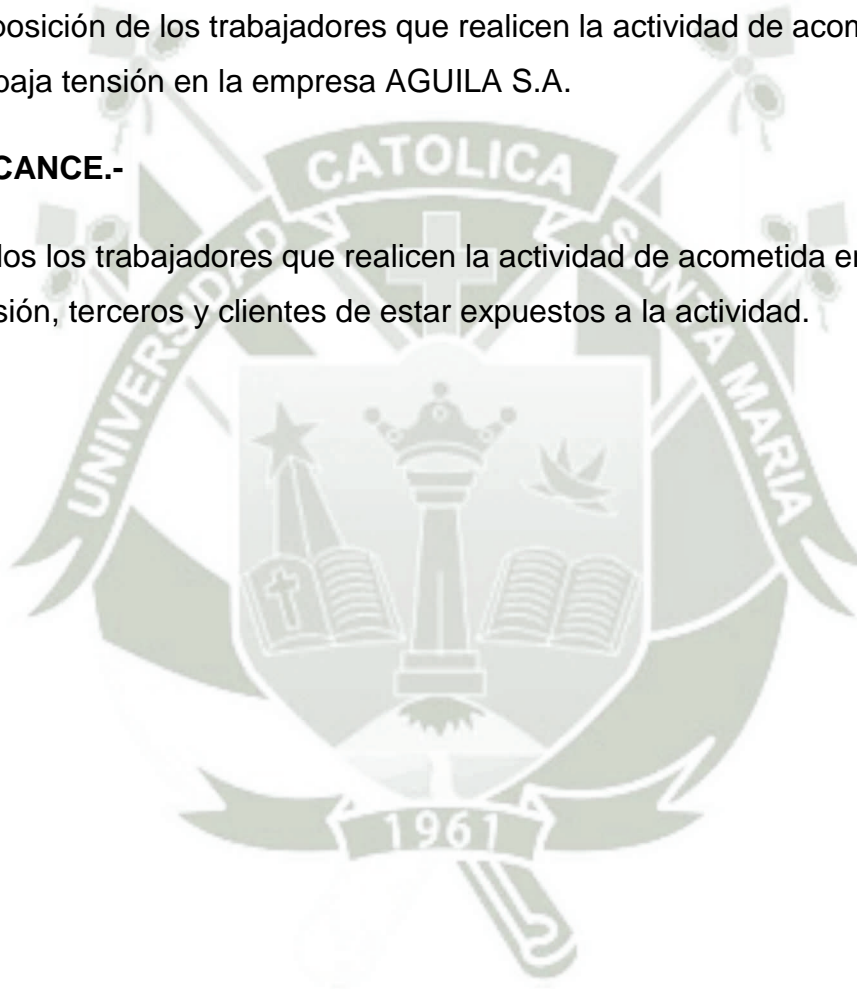 posición de los trabajadores que realicen la actividad de acom
baja tensión en la empresa AGUILA S.A.
CANCE.-
los los trabajadores que realicen la actividad de acometida en
sión, terceros y clientes de estar expuestos a la actividad.
UNIVERSIDAD CATOLICA SANTA MARIA
1961